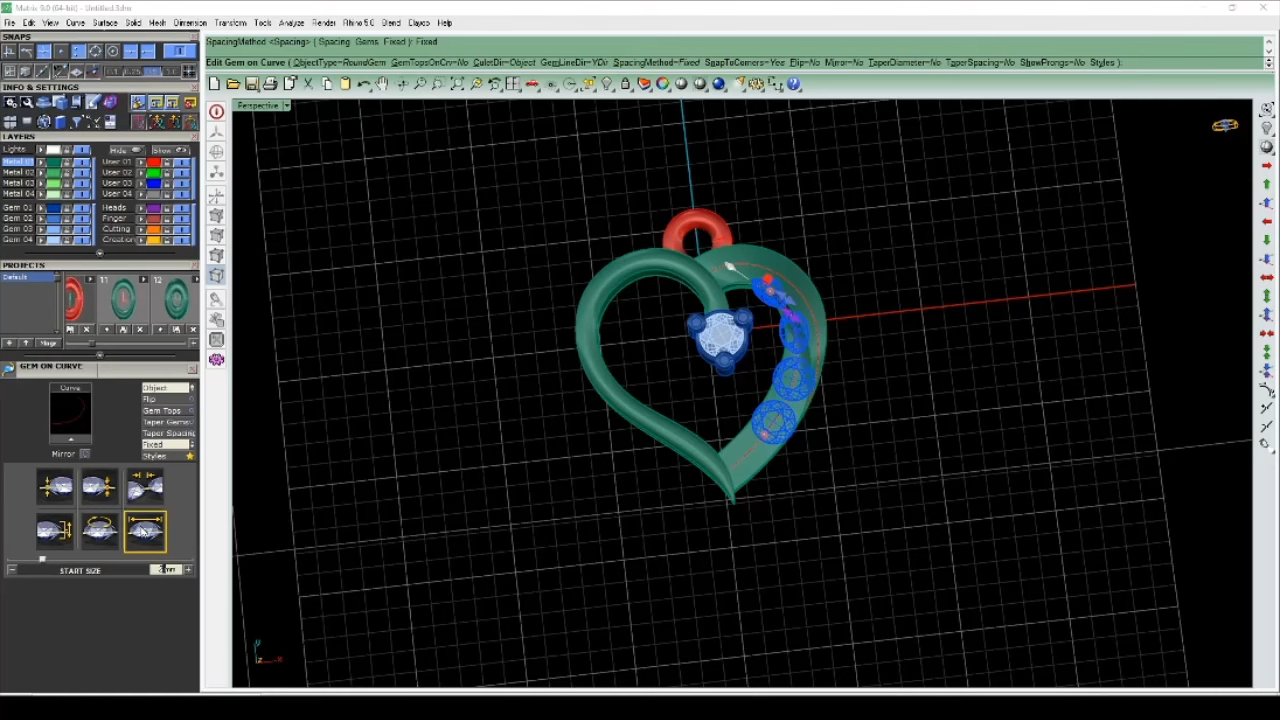 Matrix 9.0 (64-bit) - Untitled.3dm
File Edit View Curve Surface Solid Mesh Dimension Transform Tools Analyze Render Rhino 5.0 Blend Clayoo Help
SNAPS
SpacingMethod <Spacing> ( Spacing Gems Fixed ): Fixed
Edit Gem on Curve ( ObjectType=RoundGem GemTopsOnCrv=No CuletDir=Object GemLineDir=YDir SpacingMethod=Fixed SnapToCorners=Yes Flip=No Mirror=No TaperDiameter=No TaperSpacing=No ShowProngs=No Styles ):
INFO & SETTINGS
Perspective
LAYERS
Lights Hide Show
Metal 01 User 01
Metal 02 User 02
Metal 03 User 03
Metal 04 User 04
Gem 01 Heads
Gem 02 Finger
Gem 03 Cutting
Gem 04 Creation
PROJECTS
Default
11 12
Merge
GEM ON CURVE
Curve Object
Flip
Gem Tops
Taper Gems
Taper Spacing
Fixed
Mirror Styles
START SIZE 2mm
y
z x